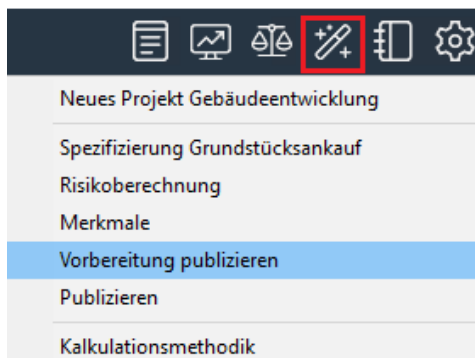 Neues Projekt Gebäudeentwicklung
Spezifizierung Grundstücksankauf
Risikoberechnung
Merkmale
Vorbereitung publizieren
Publizieren
Kalkulationsmethodik